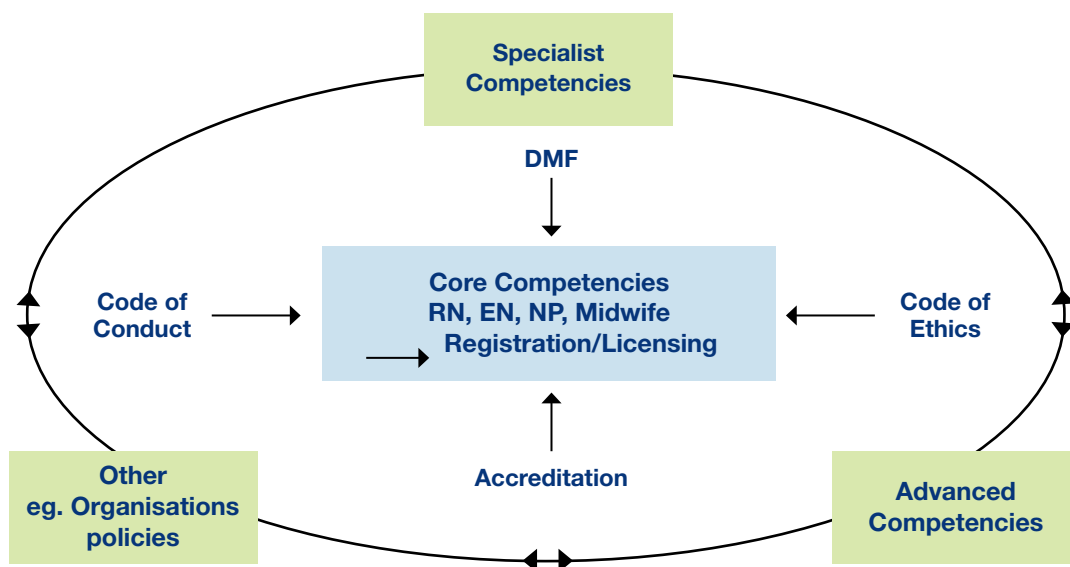 Specialist
Competencies
DMF
Core Competencies
RN, EN, NP, Midwife
Registration/Licensing
Code of
Conduct
Code of
Ethics
Accreditation
Other
eg. Organisations
policies
Advanced
Competencies